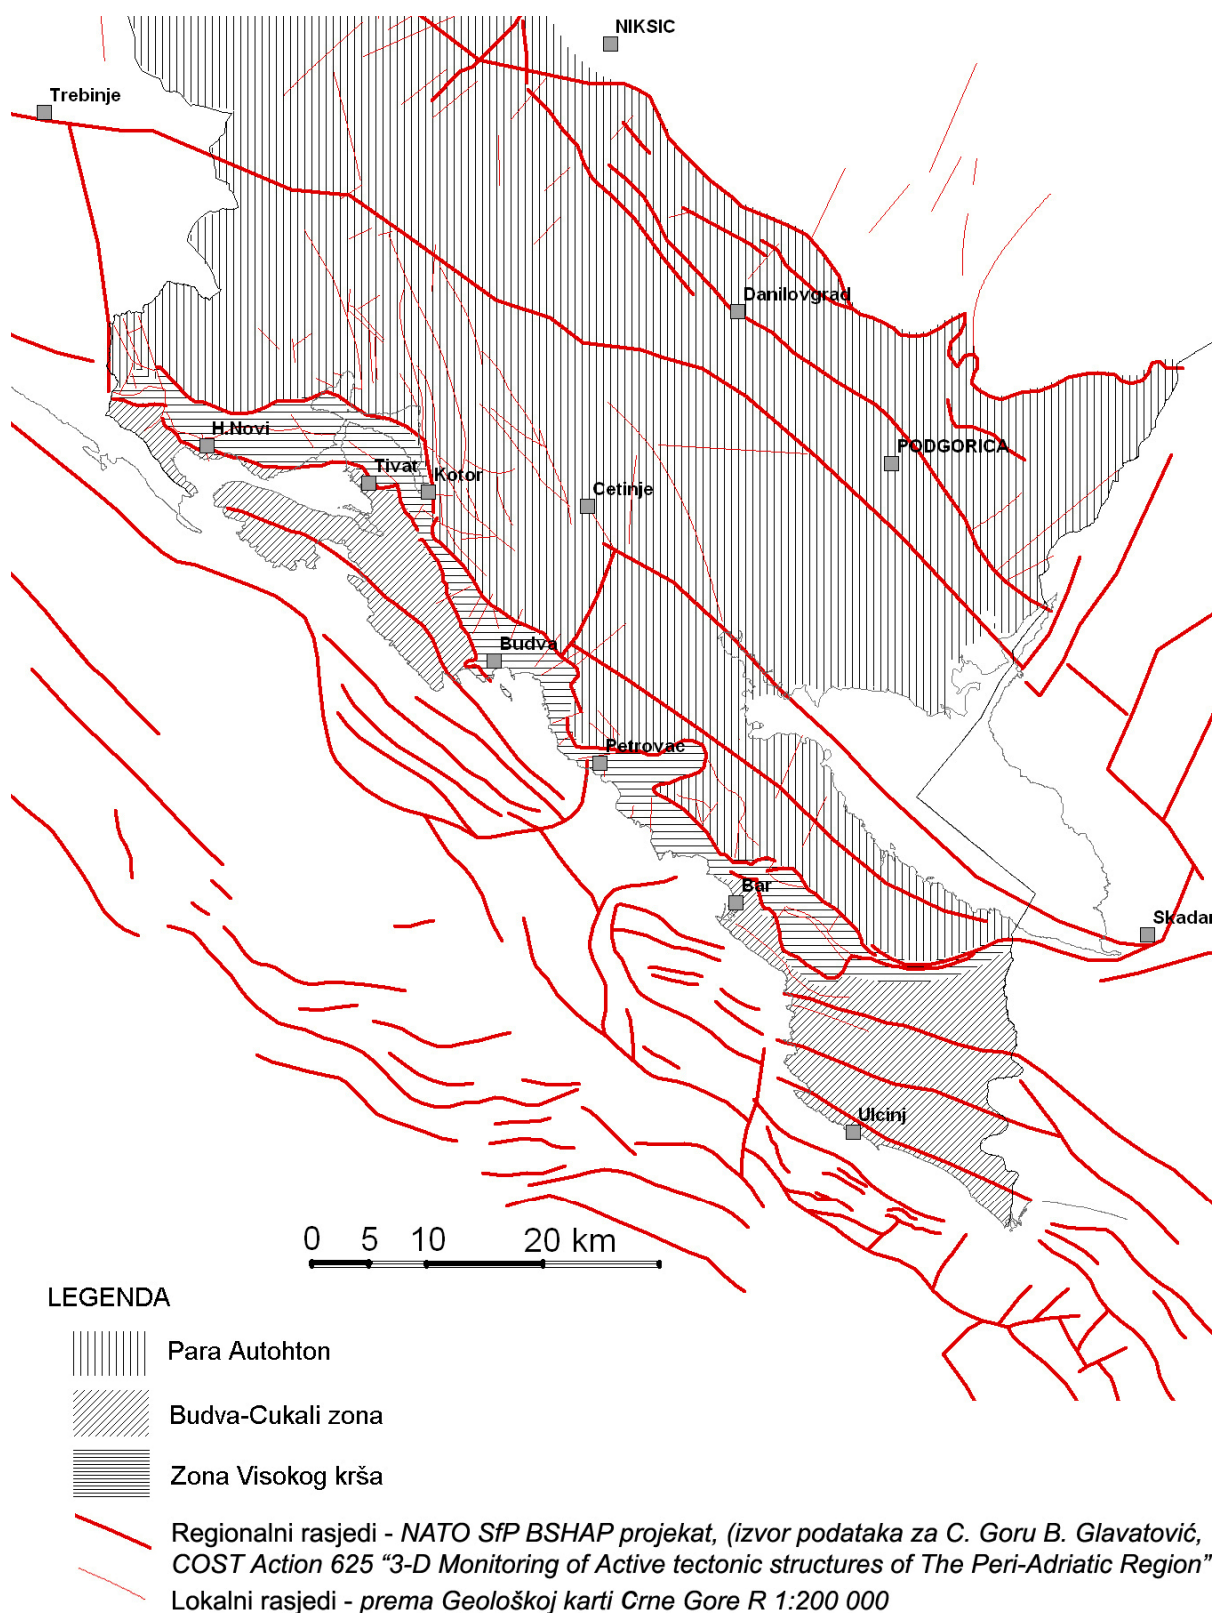 NIKSIC
Trebinje
Danilovgrad
H.Novi
PODGORICA
Tivat
Kotor
Cetinje
Budva
Petrovac
Bar
Skadar
Ulcinj
0 5 10 20 km
LEGENDA
Para Autohton
Budva-Cukali zona
Zona Visokog krša
Regionalni rasjedi - NATO SfP BSHAP projekat, (izvor podataka za C. Goru B. Glavatović,
COST Action 625 “3-D Monitoring of Active tectonic structures of The Peri-Adriatic Region”
Lokalni rasjedi - prema Geološkoj karti Crne Gore R 1:200 000